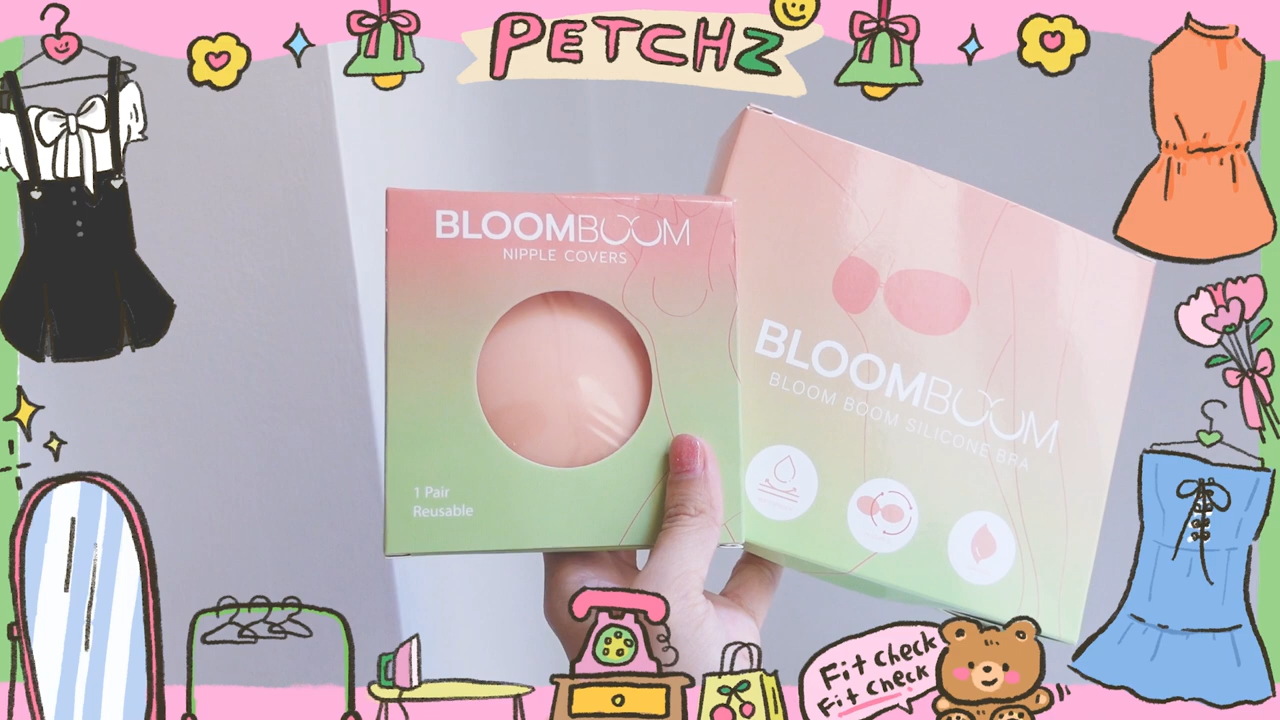 PETCHZ
BLOOMBOOM
NIPPLE COVERS
1 Pair
Reusable
BLOOMBOOM
BLOOM BOOM SILICONE BRA
Fit check
Fit check